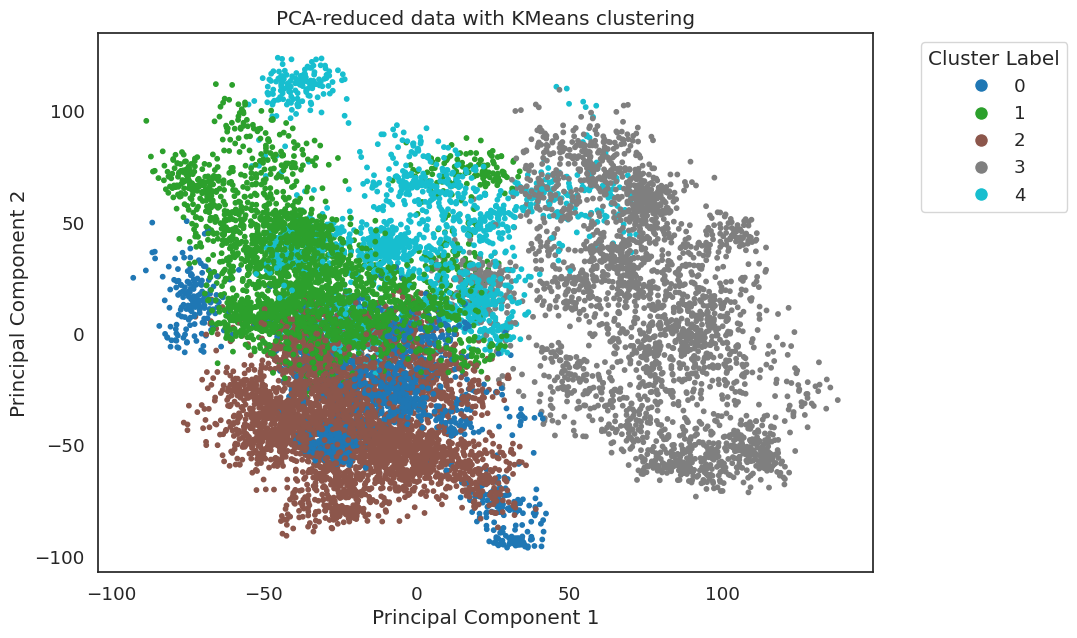 PCA-reduced data with KMeans clustering
Cluster Label
0
1
2
3
4
Principal Component 2
100
50
0
−50
−100
−100 −50 0 50 100
Principal Component 1